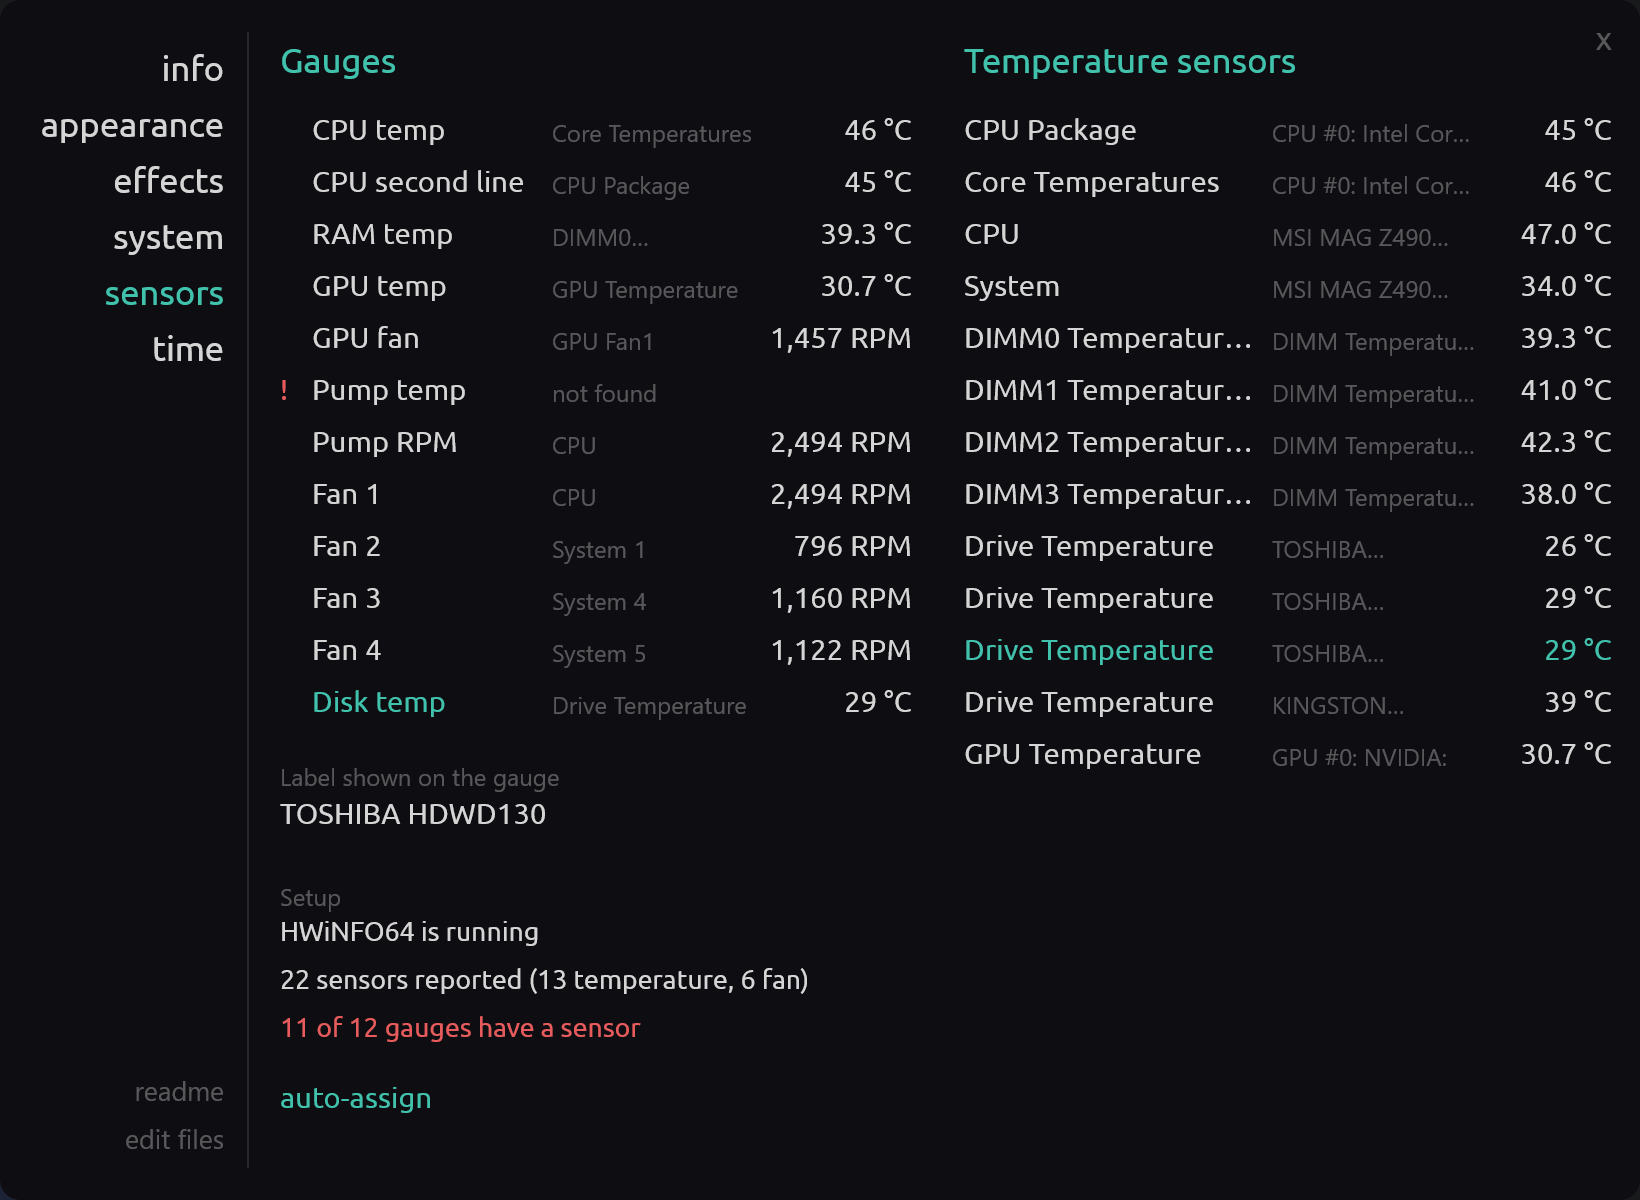 info
appearance
effects
system
sensors
time
readme
edit files
Gauges
CPU temp Core Temperatures 46 °C
CPU second line CPU Package 45 °C
RAM temp DIMM0... 39.3 °C
GPU temp GPU Temperature 30.7 °C
GPU fan GPU Fan1 1,457 RPM
! Pump temp not found
Pump RPM CPU 2,494 RPM
Fan 1 CPU 2,494 RPM
Fan 2 System 1 796 RPM
Fan 3 System 4 1,160 RPM
Fan 4 System 5 1,122 RPM
Disk temp Drive Temperature 29 °C
Label shown on the gauge
TOSHIBA HDWD130
Setup
HWiNFO64 is running
22 sensors reported (13 temperature, 6 fan)
11 of 12 gauges have a sensor
auto-assign
Temperature sensors
x
CPU Package CPU #0: Intel Cor... 45 °C
Core Temperatures CPU #0: Intel Cor... 46 °C
CPU MSI MAG Z490... 47.0 °C
System MSI MAG Z490... 34.0 °C
DIMM0 Temperatur... DIMM Temperatu... 39.3 °C
DIMM1 Temperatur... DIMM Temperatu... 41.0 °C
DIMM2 Temperatur... DIMM Temperatu... 42.3 °C
DIMM3 Temperatur... DIMM Temperatu... 38.0 °C
Drive Temperature TOSHIBA... 26 °C
Drive Temperature TOSHIBA... 29 °C
Drive Temperature TOSHIBA... 29 °C
Drive Temperature KINGSTON... 39 °C
GPU Temperature GPU #0: NVIDIA: 30.7 °C